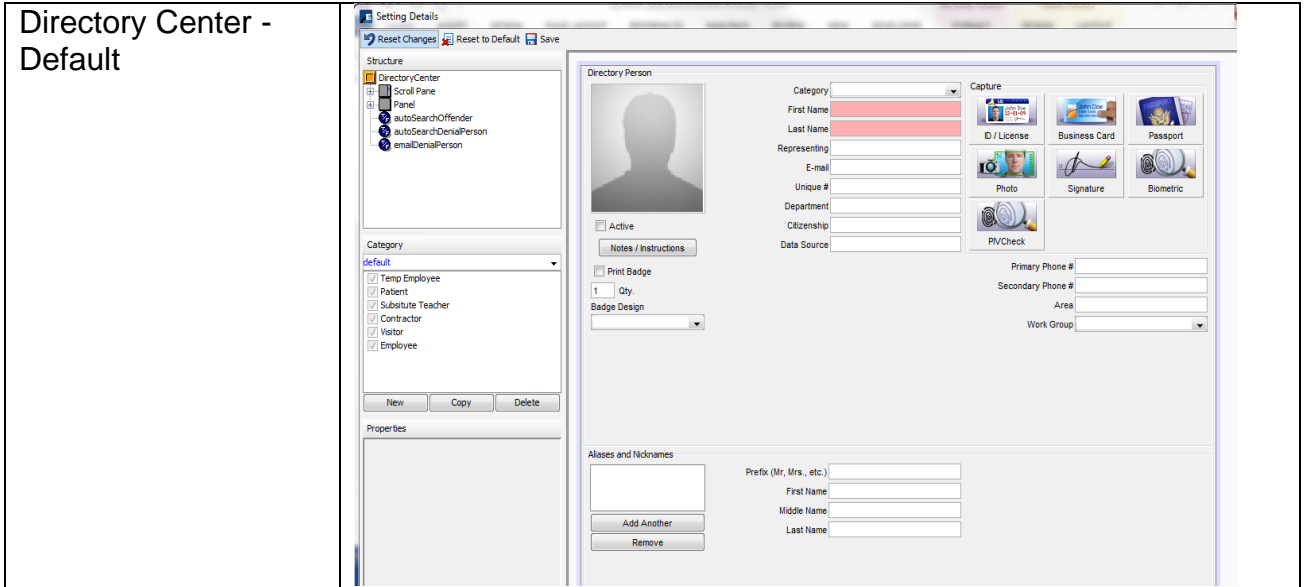 Directory Center -
Default
Setting Details
Reset Changes Reset to Default Save
Structure
DirectoryCenter
Scroll Pane
Panel
autoSearchOffender
autoSearchDenialPerson
emailDenialPerson
Category
default
Temp Employee
Patient
Subsitute Teacher
Contractor
Visitor
Employee
New Copy Delete
Properties
Directory Person
Active
Notes / Instructions
Print Badge
1 Qty.
Badge Design
Category
First Name
Last Name
Representing
E-mail
Unique #
Department
Citizenship
Data Source
Capture
ID / License Business Card Passport
Photo Signature Biometric
PIVCheck
Primary Phone #
Secondary Phone #
Area
Work Group
Aliases and Nicknames
Add Another
Remove
Prefix (Mr, Mrs., etc.)
First Name
Middle Name
Last Name